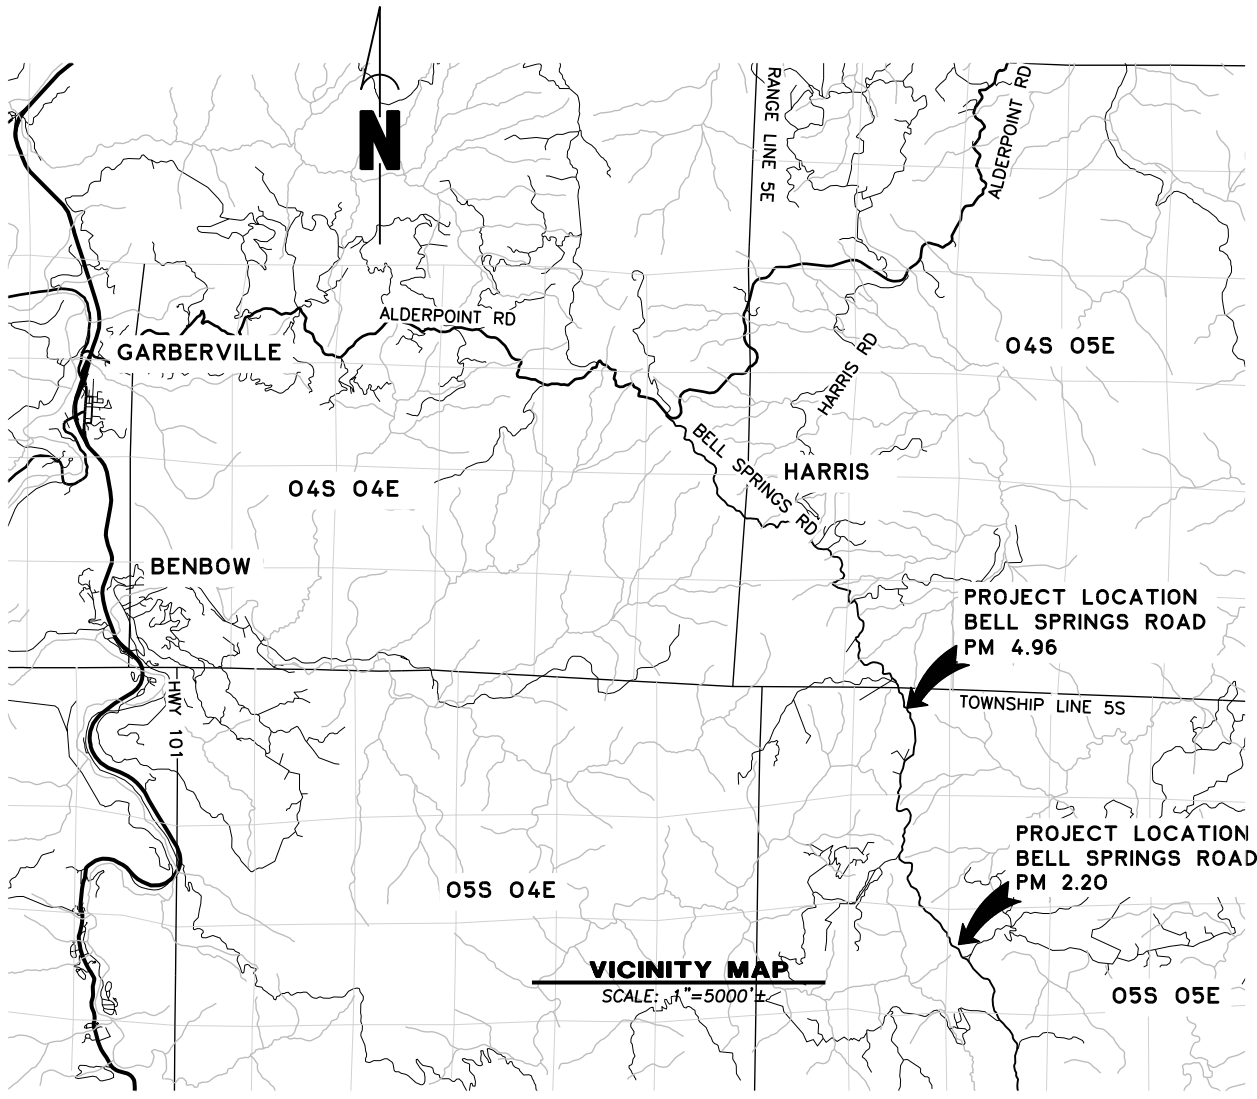 N
RANGE LINE 5E
ALDERPOINT RD
ALDERPOINT RD
GARBERVILLE
HARRIS RD
04S 05E
BELL SPRINGS RD
HARRIS
04S 04E
BENBOW
PROJECT LOCATION
BELL SPRINGS ROAD
PM 4.96
HWY 101
TOWNSHIP LINE 5S
PROJECT LOCATION
BELL SPRINGS ROAD
PM 2.20
05S 04E
VICINITY MAP
SCALE: 1"=5000'±
05S 05E